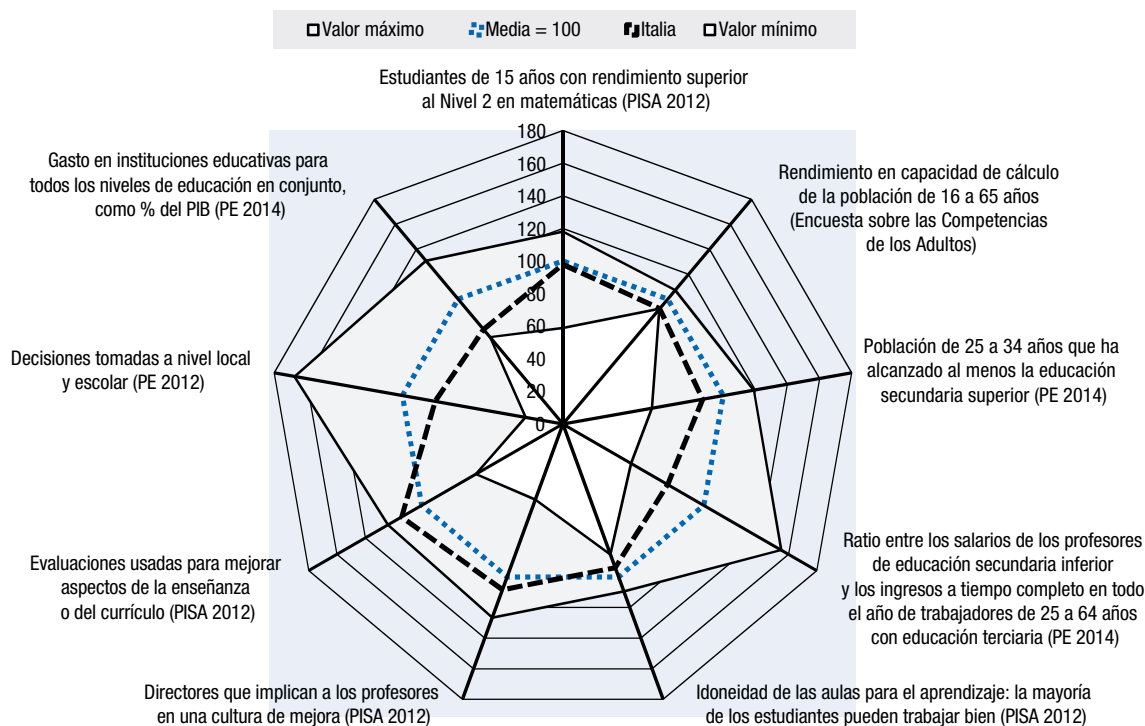 Valor máximo Media = 100 Italia Valor mínimo
Estudiantes de 15 años con rendimiento superior
al Nivel 2 en matemáticas (PISA 2012)
Rendimiento en capacidad de cálculo
de la población de 16 a 65 años
(Encuesta sobre las Competencias
de los Adultos)
Población de 25 a 34 años que ha
alcanzado al menos la educación
secundaria superior (PE 2014)
Ratio entre los salarios de los profesores
de educación secundaria inferior
y los ingresos a tiempo completo en todo
el año de trabajadores de 25 a 64 años
con educación terciaria (PE 2014)
Idoneidad de las aulas para el aprendizaje: la mayoría
de los estudiantes pueden trabajar bien (PISA 2012)
Directores que implican a los profesores
en una cultura de mejora (PISA 2012)
Evaluaciones usadas para mejorar
aspectos de la enseñanza
o del currículo (PISA 2012)
Decisiones tomadas a nivel local
y escolar (PE 2012)
Gasto en instituciones educativas para
todos los niveles de educación en conjunto,
como % del PIB (PE 2014)
180
160
140
120
100
80
60
40
20
0